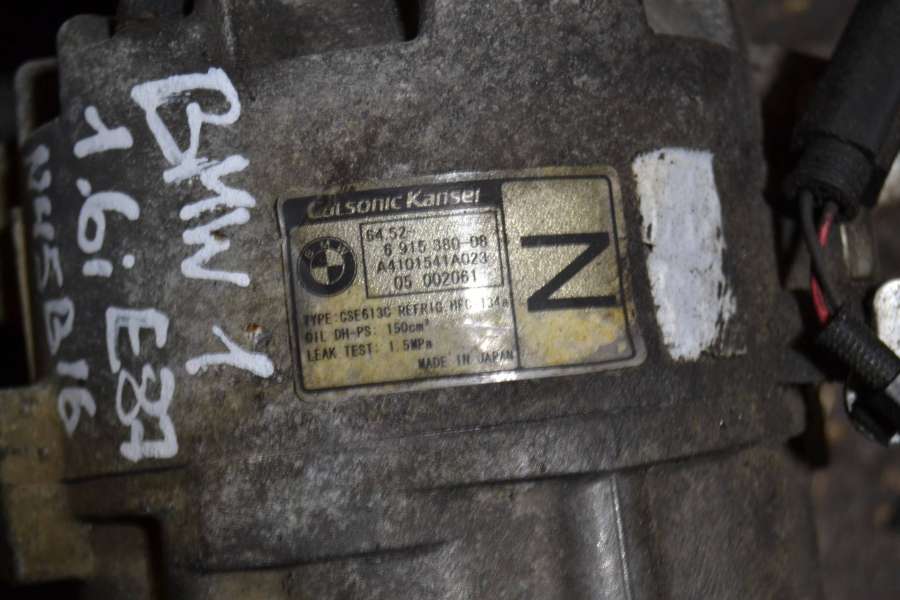 BMW 1
1.6i E87
N45B16
Calsonic Kansei
64.52-
6 915 380-08
A4101541A023
05 002061
TYPE: CSE613C REFRIG HFC 134a
OIL DH-PS: 150cm³
LEAK TEST: 1.5MPa
MADE IN JAPAN
N